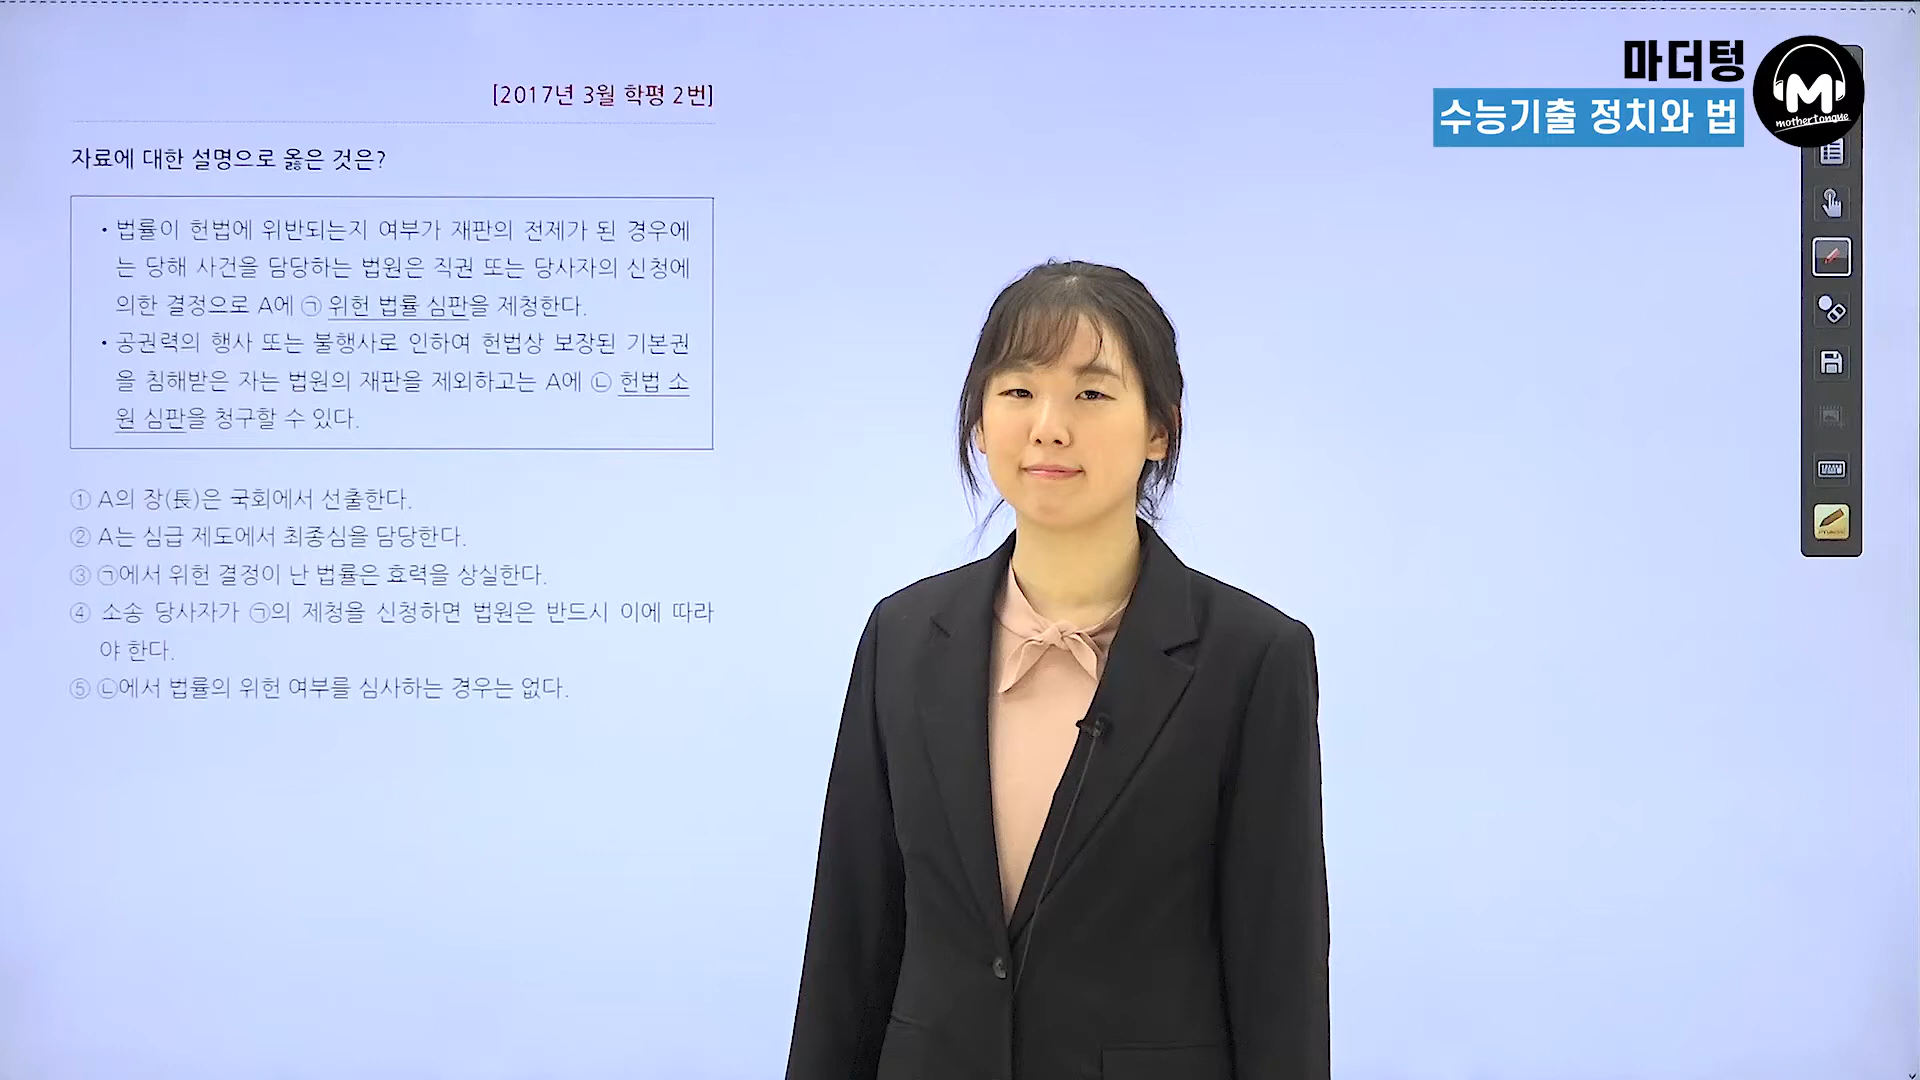 [2017년 3월 학평 2번]
자료에 대한 설명으로 옳은 것은?
• 법률이 헌법에 위반되는지 여부가 재판의 전제가 된 경우에
는 당해 사건을 담당하는 법원은 직권 또는 당사자의 신청에
의한 결정으로 A에 ㉠ 위헌 법률 심판을 제청한다.
• 공권력의 행사 또는 불행사로 인하여 헌법상 보장된 기본권
을 침해받은 자는 법원의 재판을 제외하고는 A에 ㉡ 헌법 소
원 심판을 청구할 수 있다.
① A의 장(長)은 국회에서 선출한다.
② A는 심급 제도에서 최종심을 담당한다.
③ ㉠에서 위헌 결정이 난 법률은 효력을 상실한다.
④ 소송 당사자가 ㉠의 제청을 신청하면 법원은 반드시 이에 따라
야 한다.
⑤ ㉡에서 법률의 위헌 여부를 심사하는 경우는 없다.
마더텅
수능기출 정치와 법
M
mothertongue